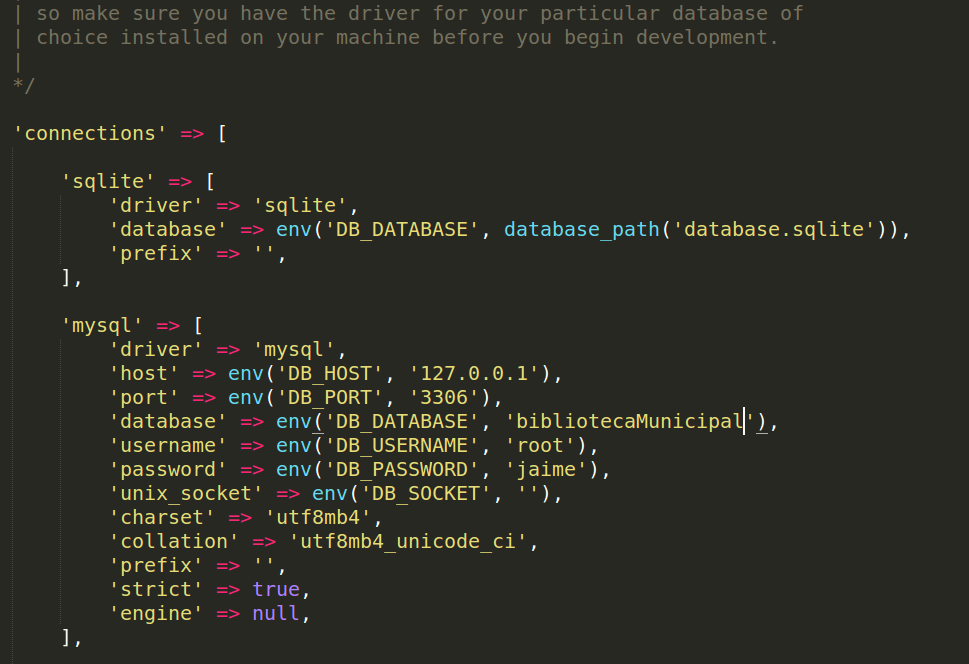 | so make sure you have the driver for your particular database of
| choice installed on your machine before you begin development.
|
*/
'connections' => [
'sqlite' => [
'driver' => 'sqlite',
'database' => env('DB_DATABASE', database_path('database.sqlite')),
'prefix' => '',
],
'mysql' => [
'driver' => 'mysql',
'host' => env('DB_HOST', '127.0.0.1'),
'port' => env('DB_PORT', '3306'),
'database' => env('DB_DATABASE', 'bibliotecaMunicipal'),
'username' => env('DB_USERNAME', 'root'),
'password' => env('DB_PASSWORD', 'jaime'),
'unix_socket' => env('DB_SOCKET', ''),
'charset' => 'utf8mb4',
'collation' => 'utf8mb4_unicode_ci',
'prefix' => '',
'strict' => true,
'engine' => null,
],